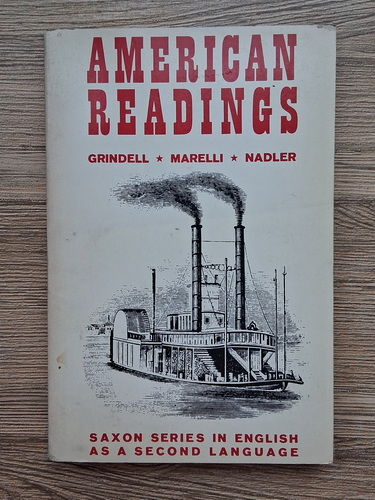 AMERICAN
READINGS
GRINDELL ★ MARELLI ★ NADLER
SAXON SERIES IN ENGLISH
AS A SECOND LANGUAGE